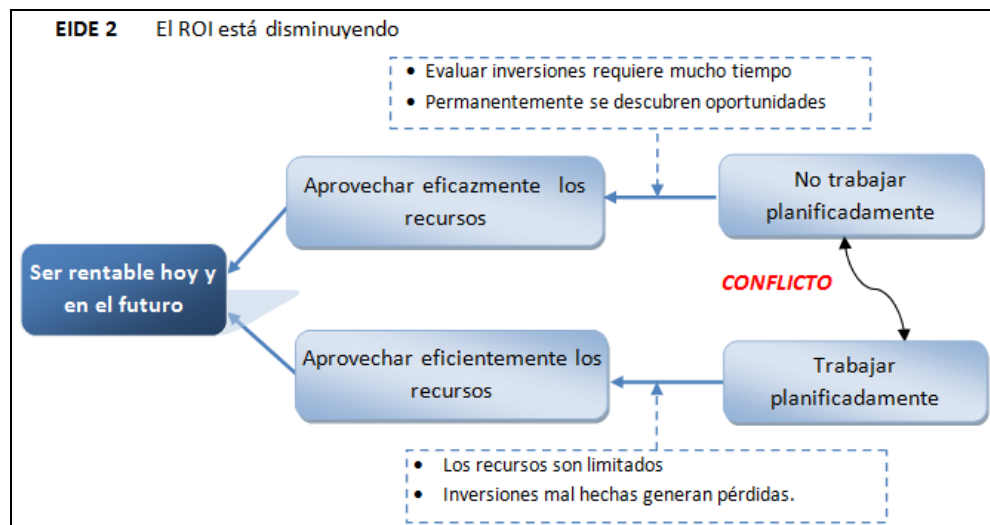 EIDE 2 El ROI está disminuyendo
• Evaluar inversiones requiere mucho tiempo
• Permanentemente se descubren oportunidades
Aprovechar eficazmente los
recursos
No trabajar
planificadamente
Ser rentable hoy y
en el futuro
CONFLICTO
Aprovechar eficientemente los
recursos
Trabajar
planificadamente
• Los recursos son limitados
• Inversiones mal hechas generan pérdidas.